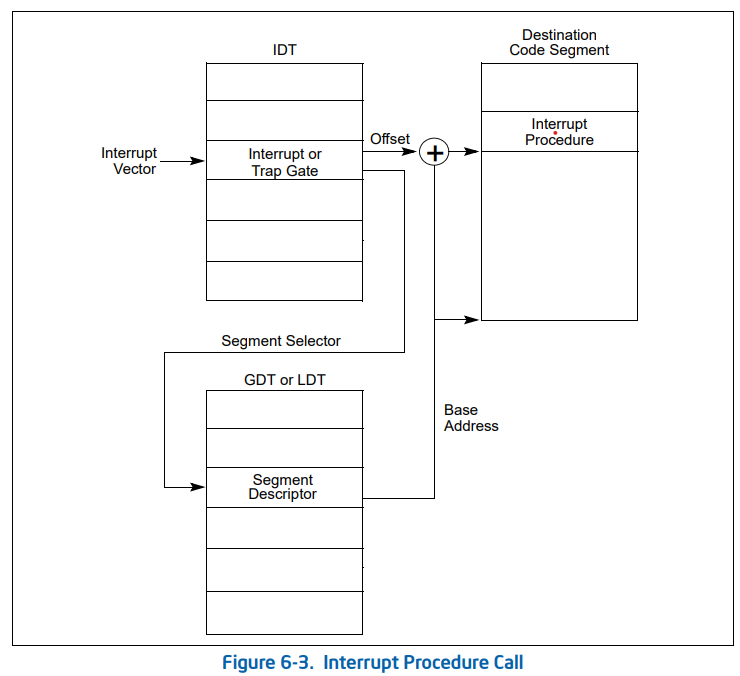 IDT
Destination
Code Segment
Interrupt
Vector
Interrupt or
Trap Gate
Offset
+
Interrupt
Procedure
Segment Selector
GDT or LDT
Segment
Descriptor
Base
Address
Figure 6-3. Interrupt Procedure Call